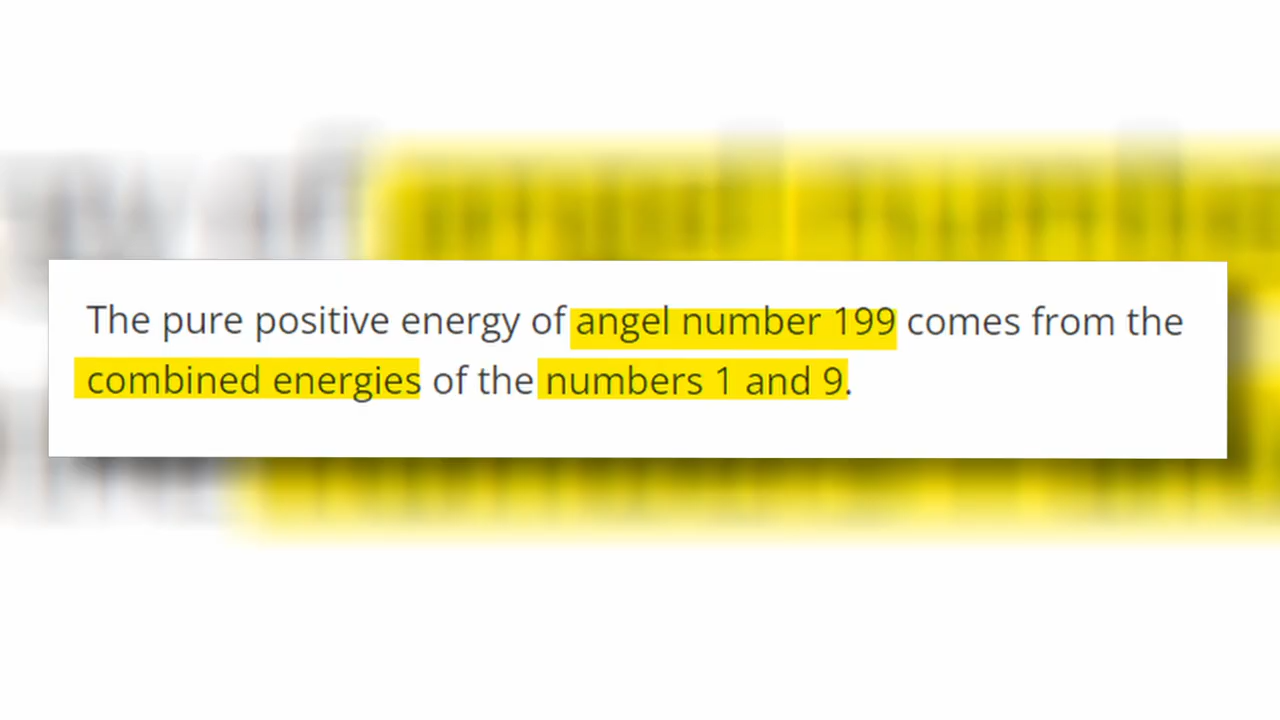 The pure positive energy of angel number 199 comes from the
combined energies of the numbers 1 and 9.